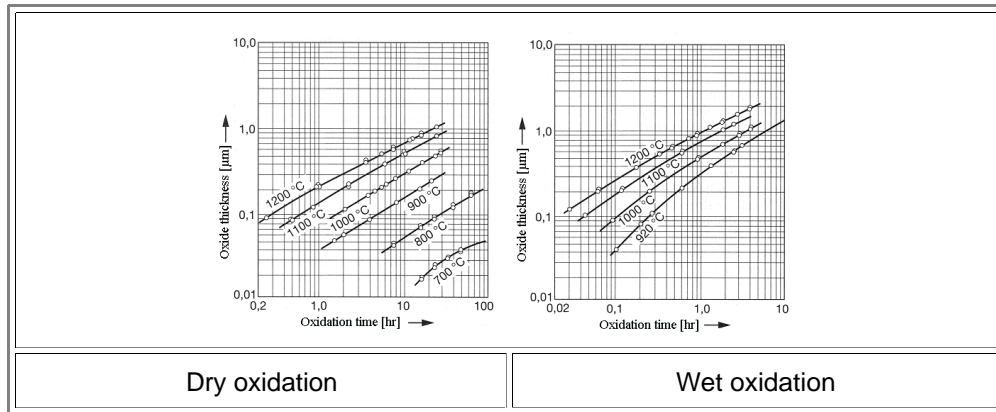 10,0
1,0
0,1
0,01
Oxide thickness [µm]
1200 °C
1100 °C
1000 °C
900 °C
800 °C
700 °C
0,2
1,0
10
100
Oxidation time [hr]
10,0
1,0
0,1
0,01
Oxide thickness [µm]
1200 °C
1100 °C
1000 °C
920 °C
0,02
0,1
1,0
10
Oxidation time [hr]
Dry oxidation
Wet oxidation